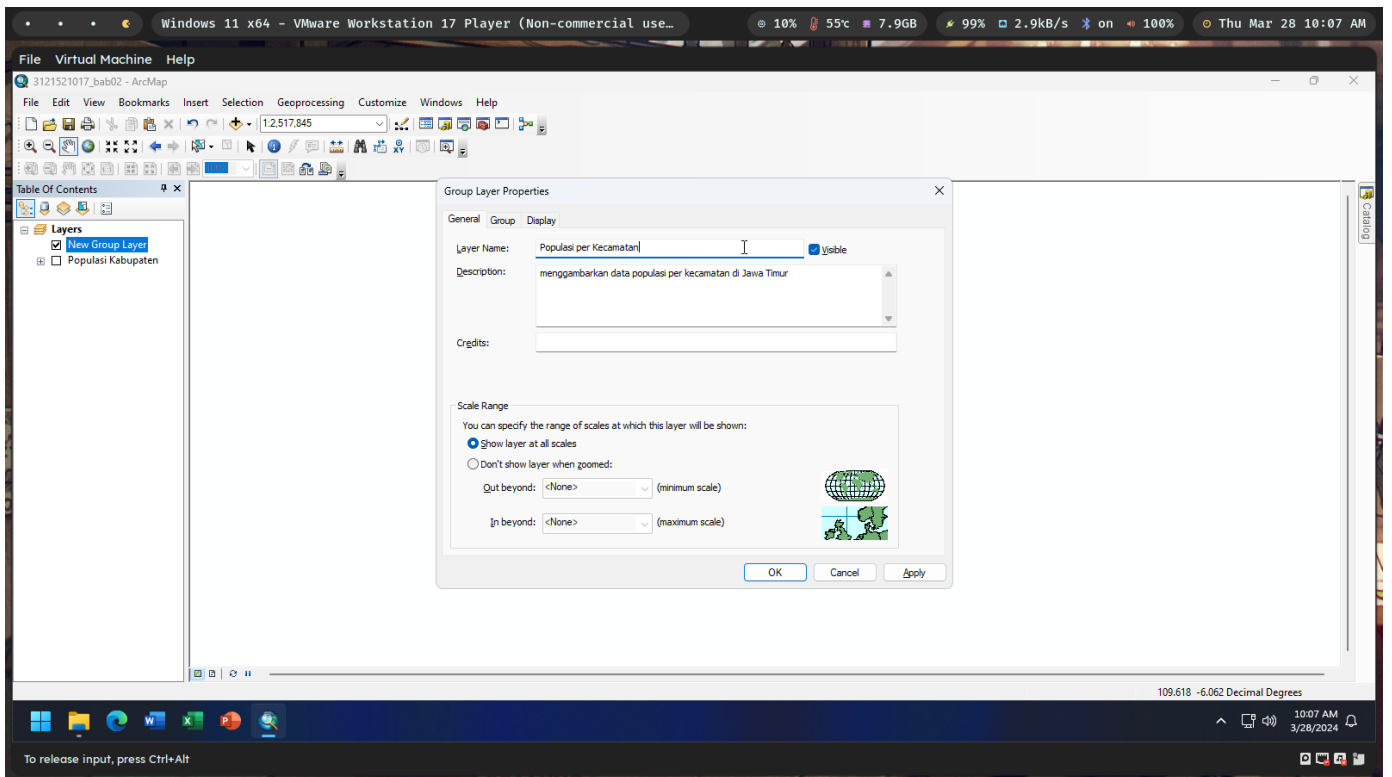 Windows 11 x64 - VMware Workstation 17 Player (Non-commercial use…
10% 55℃ 7.9GB
99% 2.9kB/s on 100%
Thu Mar 28 10:07 AM
File Virtual Machine Help
3121521017_bab02 - ArcMap
File Edit View Bookmarks Insert Selection Geoprocessing Customize Windows Help
1:2,517,845
Table Of Contents
Layers
New Group Layer
Populasi Kabupaten
Catalog
Group Layer Properties
General Group Display
Layer Name: Populasi per Kecamatan Visible
Description: menggambarkan data populasi per kecamatan di Jawa Timur
Credits:
Scale Range
You can specify the range of scales at which this layer will be shown:
Show layer at all scales
Don't show layer when zoomed:
Out beyond: <None> (minimum scale)
In beyond: <None> (maximum scale)
OK Cancel Apply
109.618 -6.062 Decimal Degrees
10:07 AM
3/28/2024
To release input, press Ctrl+Alt